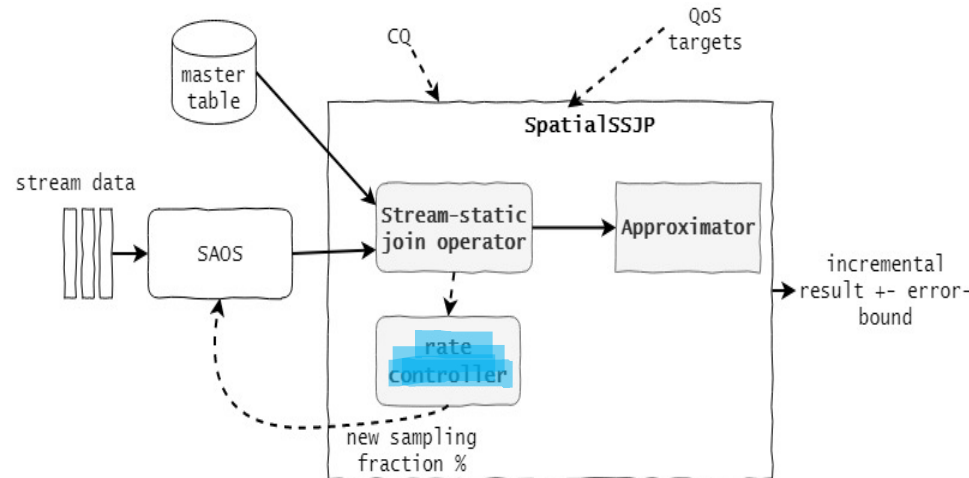 CQ
QoS
targets
master
table
SpatialSSJP
stream data
SAOS
Stream-static
join operator
Approximator
incremental
result +- error-
bound
rate
controller
new sampling
fraction %